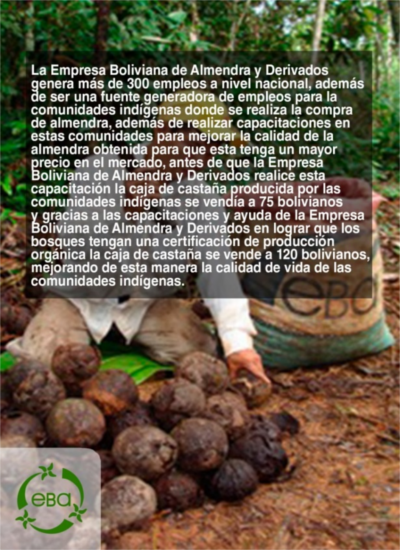 La Empresa Boliviana de Almendra y Derivados
genera más de 300 empleos a nivel nacional, además
de ser una fuente generadora de empleos para la
comunidades indígenas donde se realiza la compra
de almendra, además de realizar capacitaciones en
estas comunidades para mejorar la calidad de la
almendra obtenida para que esta tenga un mayor
precio en el mercado, antes de que la Empresa
Boliviana de Almendra y Derivados realice esta
capacitación la caja de castaña producida por las
comunidades indígenas se vendía a 75 bolivianos
y gracias a las capacitaciones y ayuda de la Empresa
Boliviana de Almendra y Derivados en lograr que los
bosques tengan una certificación de producción
orgánica la caja de castaña se vende a 120 bolivianos,
mejorando de esta manera la calidad de vida de las
comunidades indígenas.
eBa
eBa